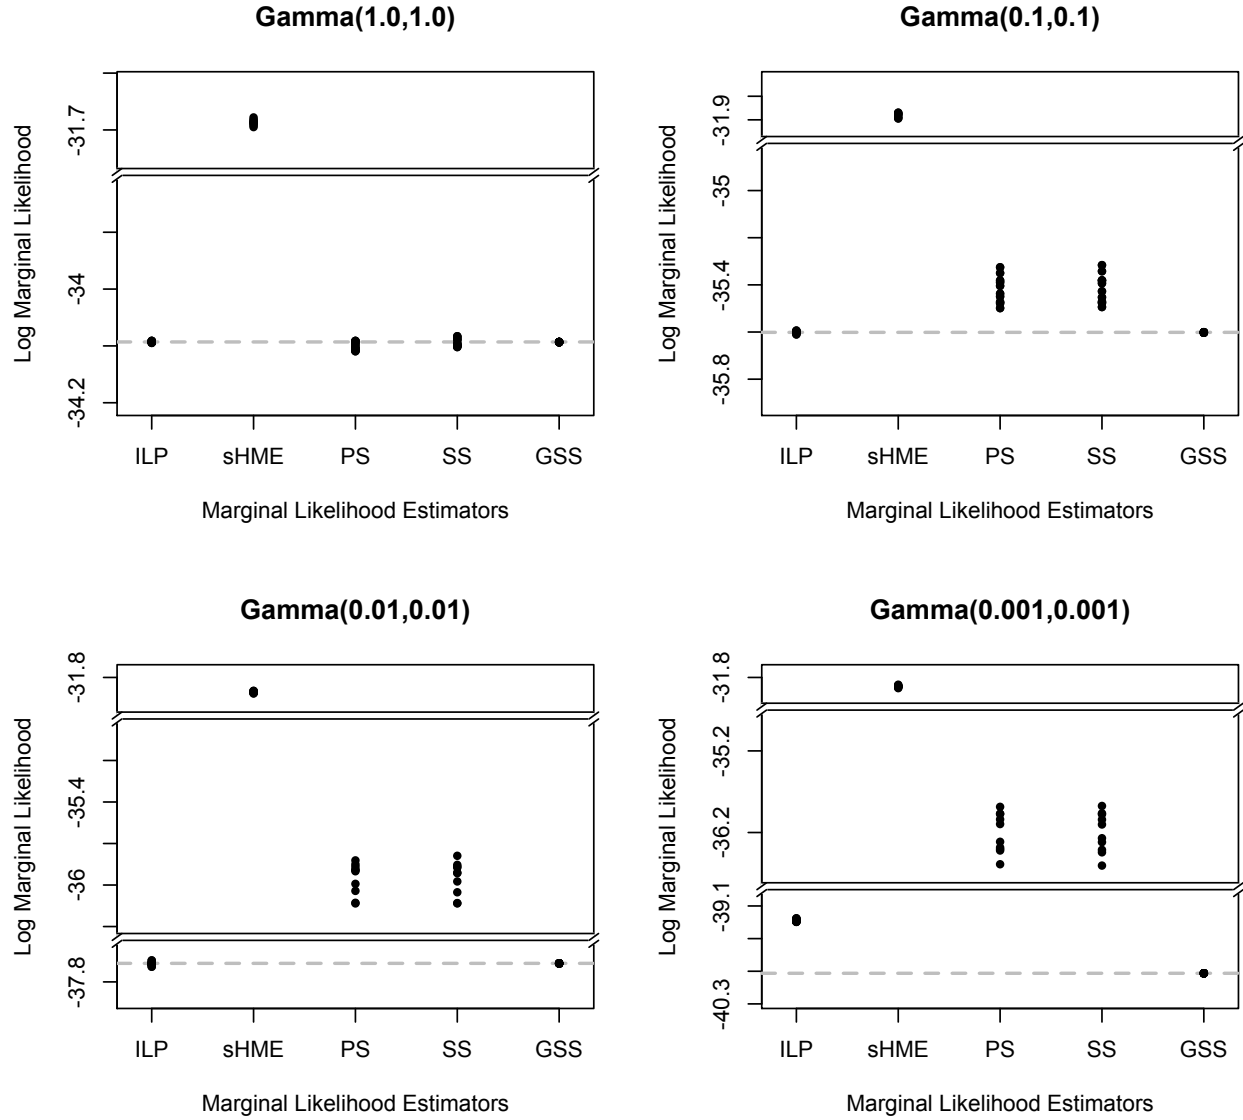 Gamma(1.0,1.0)
Log Marginal Likelihood
-31.7
-34
-34.2
ILP sHME PS SS GSS
Marginal Likelihood Estimators
Gamma(0.1,0.1)
Log Marginal Likelihood
-31.9
-35
-35.4
-35.8
ILP sHME PS SS GSS
Marginal Likelihood Estimators
Gamma(0.01,0.01)
Log Marginal Likelihood
-31.8
-35.4
-36
-37.8
ILP sHME PS SS GSS
Marginal Likelihood Estimators
Gamma(0.001,0.001)
Log Marginal Likelihood
-31.8
-35.2
-36.2
-39.1
-40.3
ILP sHME PS SS GSS
Marginal Likelihood Estimators